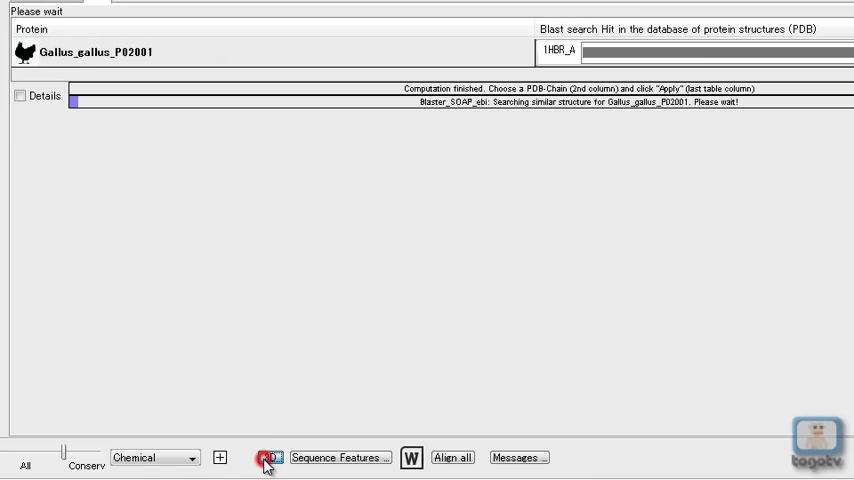 Please wait
Protein
Blast search Hit in the database of protein structures (PDB)
Gallus_gallus_P02001
1HBR_A
Details
Computation finished. Choose a PDB-Chain (2nd column) and click "Apply" (last table column)
Blaster_SOAP_ebi: Searching similar structure for Gallus_gallus_P02001. Please wait!
All
Conserv
Chemical
+
Sequence Features ...
W
Align all
Messages ...
togotv